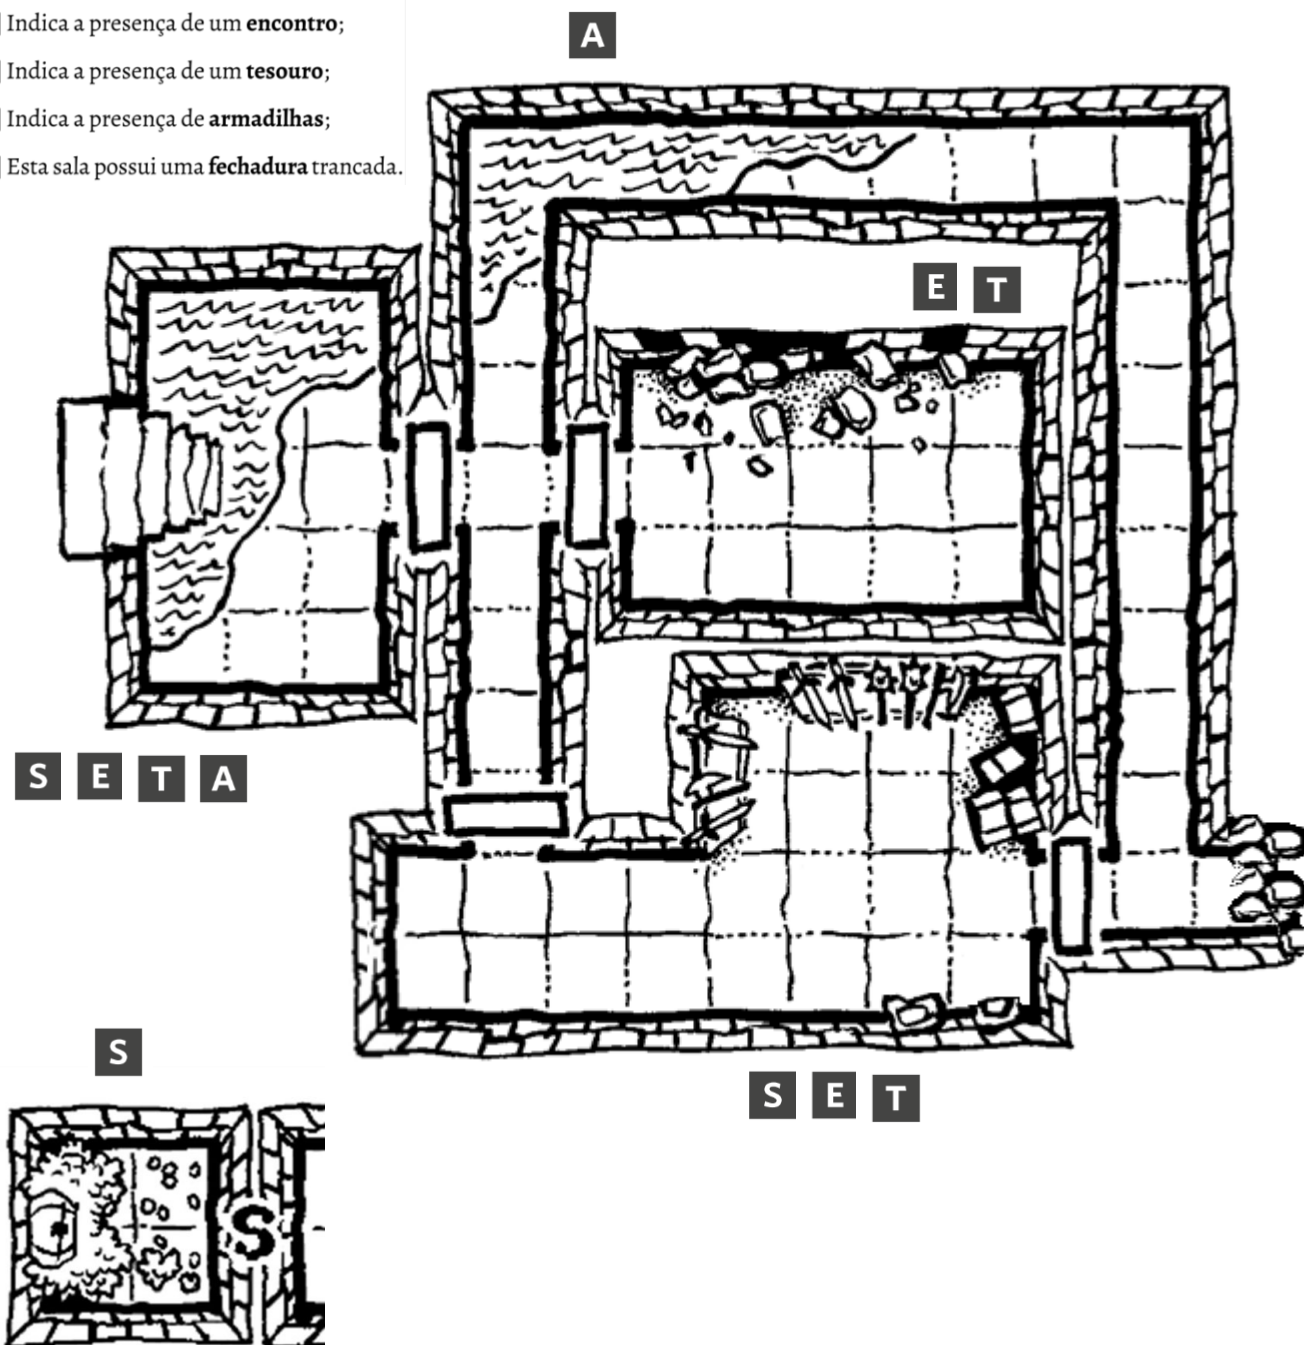 Indica a presença de um encontro;
A
Indica a presença de um tesouro;
Indica a presença de armadilhas;
Esta sala possui uma fechadura trancada.
E T
S E T A
S
S E T
S